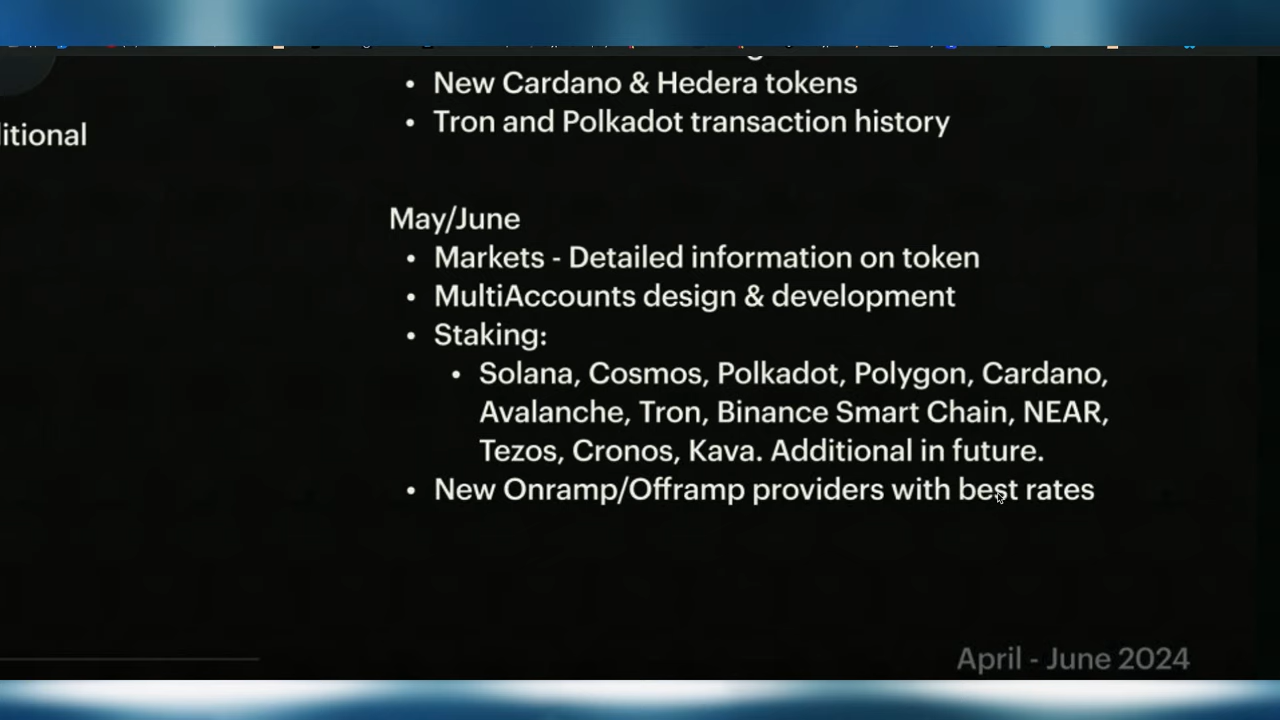 New Cardano & Hedera tokens
Tron and Polkadot transaction history
ditional
May/June
Markets - Detailed information on token
MultiAccounts design & development
Staking:
Solana, Cosmos, Polkadot, Polygon, Cardano,
Avalanche, Tron, Binance Smart Chain, NEAR,
Tezos, Cronos, Kava. Additional in future.
New Onramp/Offramp providers with best rates
April - June 2024